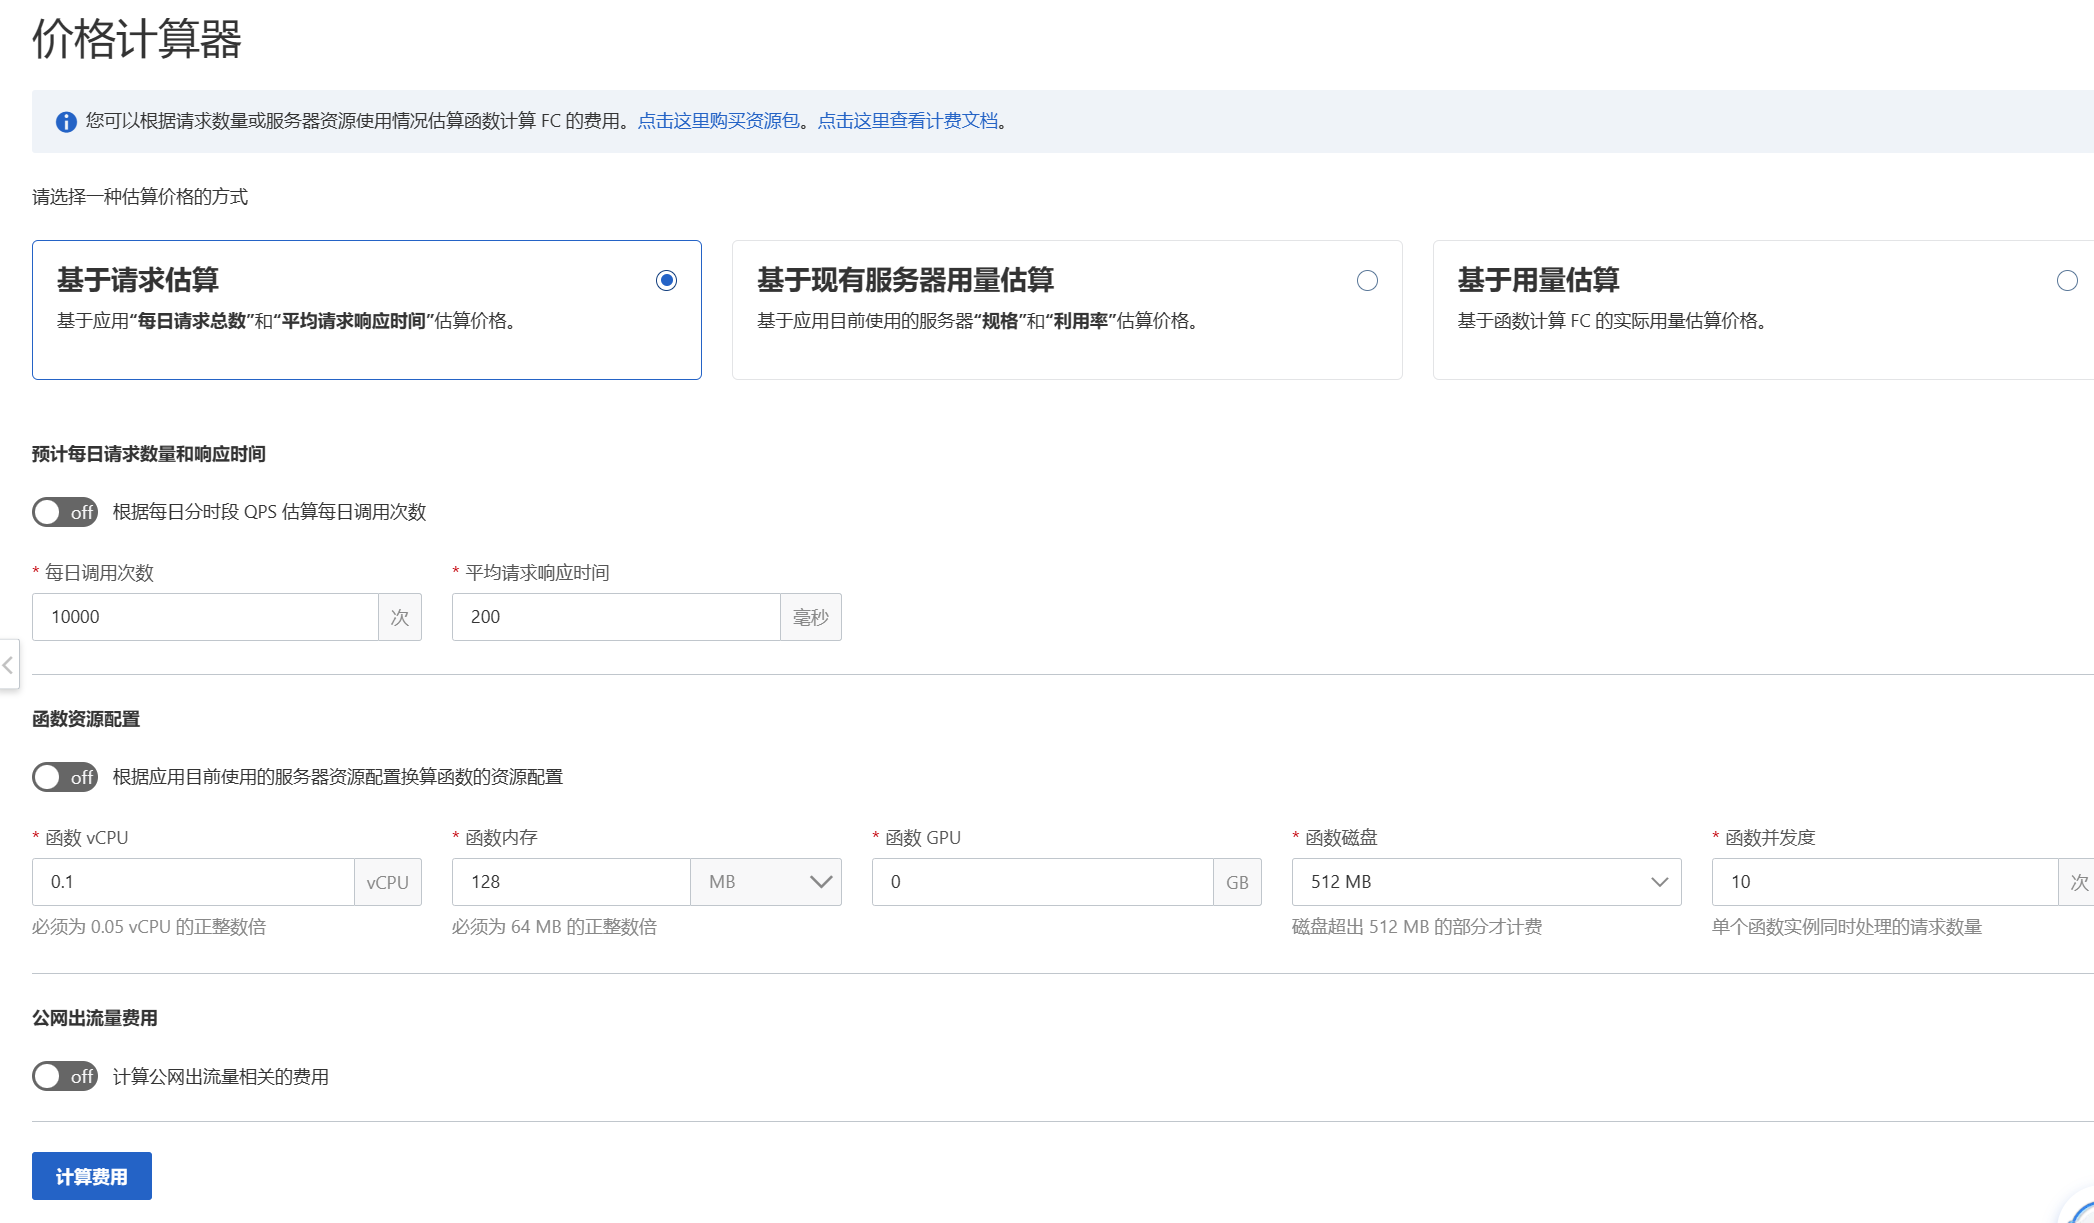 价格计算器
您可以根据请求数量或服务器资源使用情况估算函数计算 FC 的费用。点击这里购买资源包。点击这里查看计费文档。
请选择一种估算价格的方式
基于请求估算
基于应用“每日请求总数”和“平均请求响应时间”估算价格。
基于现有服务器用量估算
基于应用目前使用的服务器“规格”和“利用率”估算价格。
基于用量估算
基于函数计算 FC 的实际用量估算价格。
预计每日请求数量和响应时间
off 根据每日分时段 QPS 估算每日调用次数
* 每日调用次数 * 平均请求响应时间
10000 次 200 毫秒
函数资源配置
off 根据应用目前使用的服务器资源配置换算函数的资源配置
* 函数 vCPU * 函数内存 * 函数 GPU * 函数磁盘 * 函数并发度
0.1 vCPU 128 MB 0 GB 512 MB 10 次
必须为 0.05 vCPU 的正整数倍 必须为 64 MB 的正整数倍 磁盘超出 512 MB 的部分才计费 单个函数实例同时处理的请求数量
公网出流量费用
off 计算公网出流量相关的费用
计算费用